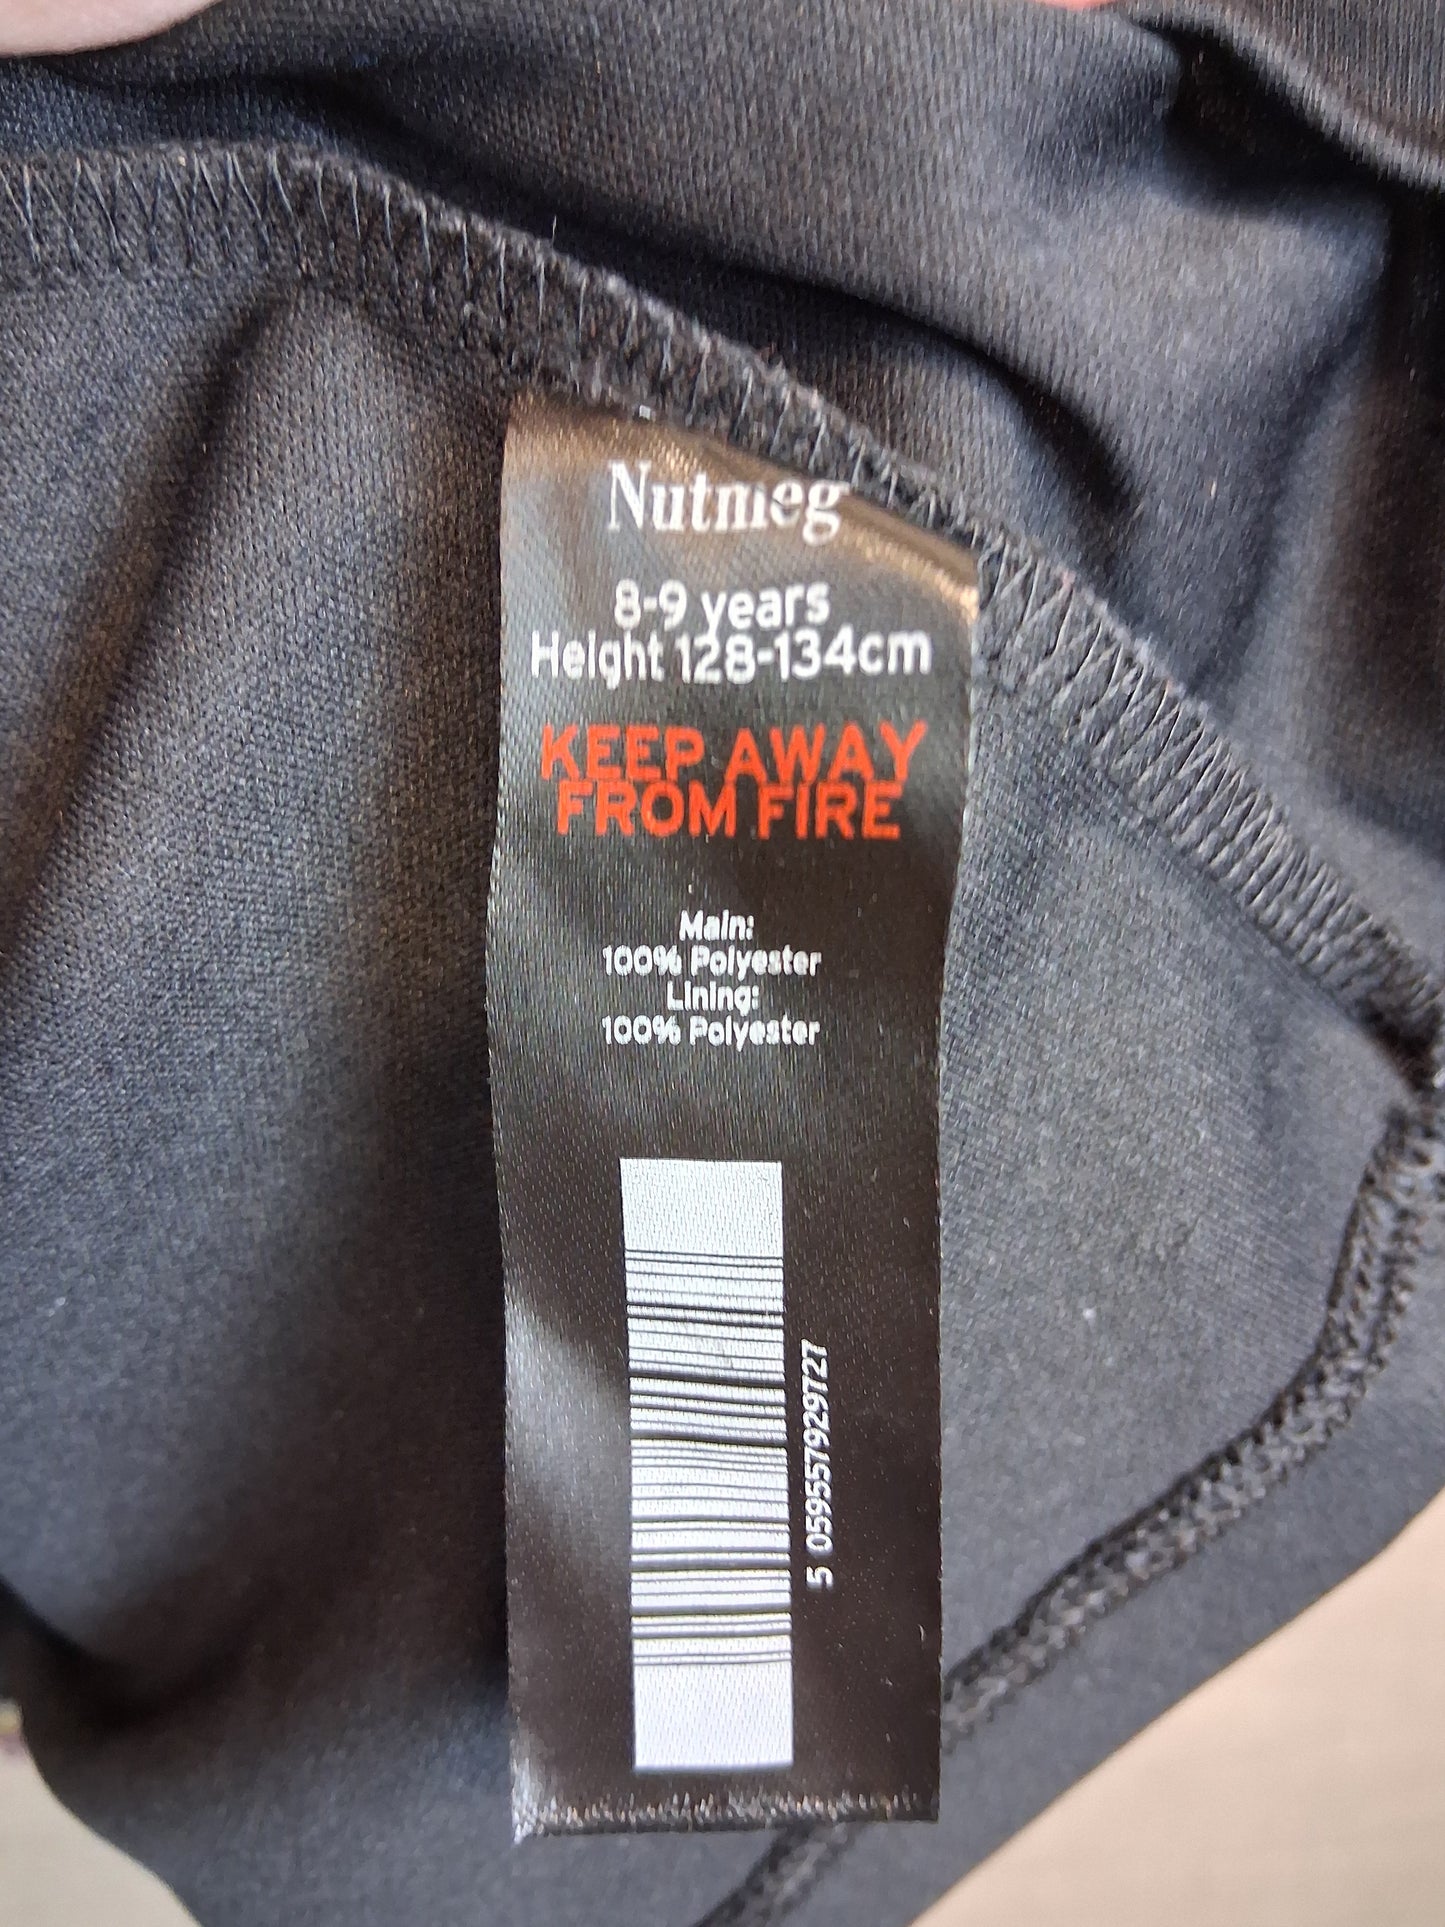 Nutmeg
8-9 years
Height 128-134cm
KEEP AWAY
FROM FIRE
Main:
100% Polyester
Lining:
100% Polyester
5 059557929727